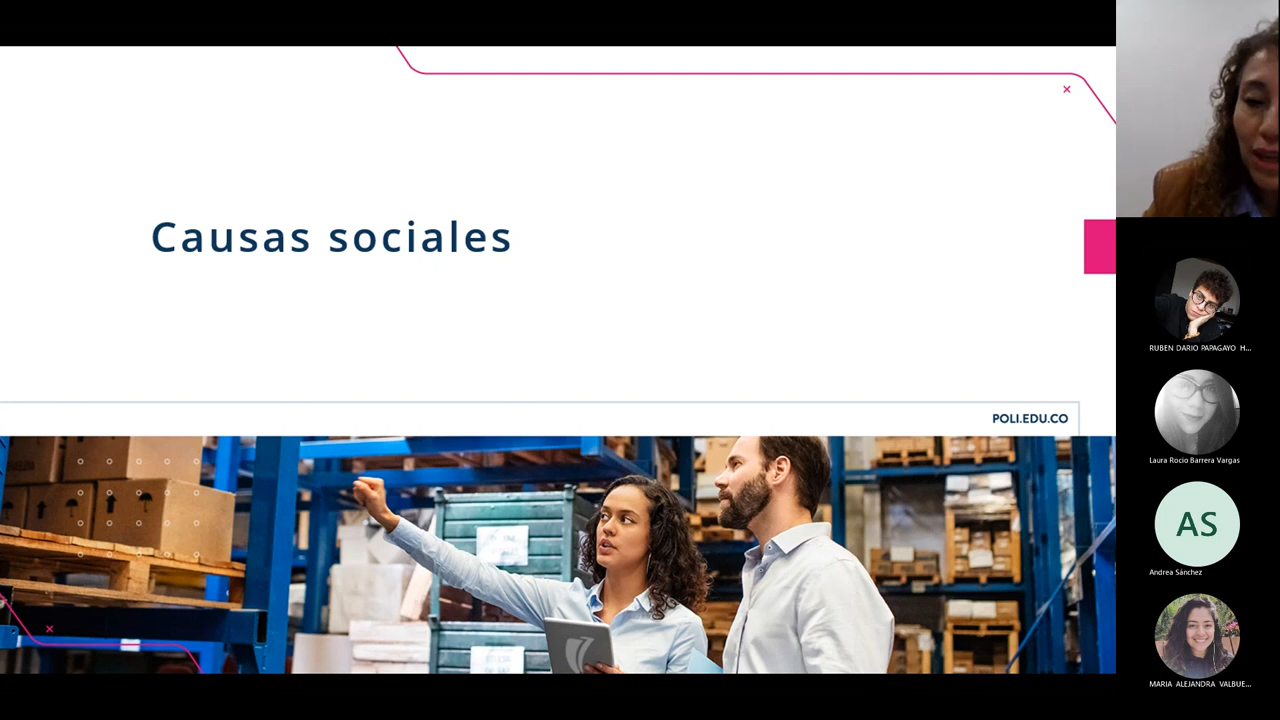 Causas sociales
POLI.EDU.CO
RUBEN DARIO PAPAGAYO H...
Laura Rocio Barrera Vargas
AS
Andrea Sánchez
MARIA ALEJANDRA VALBUE...